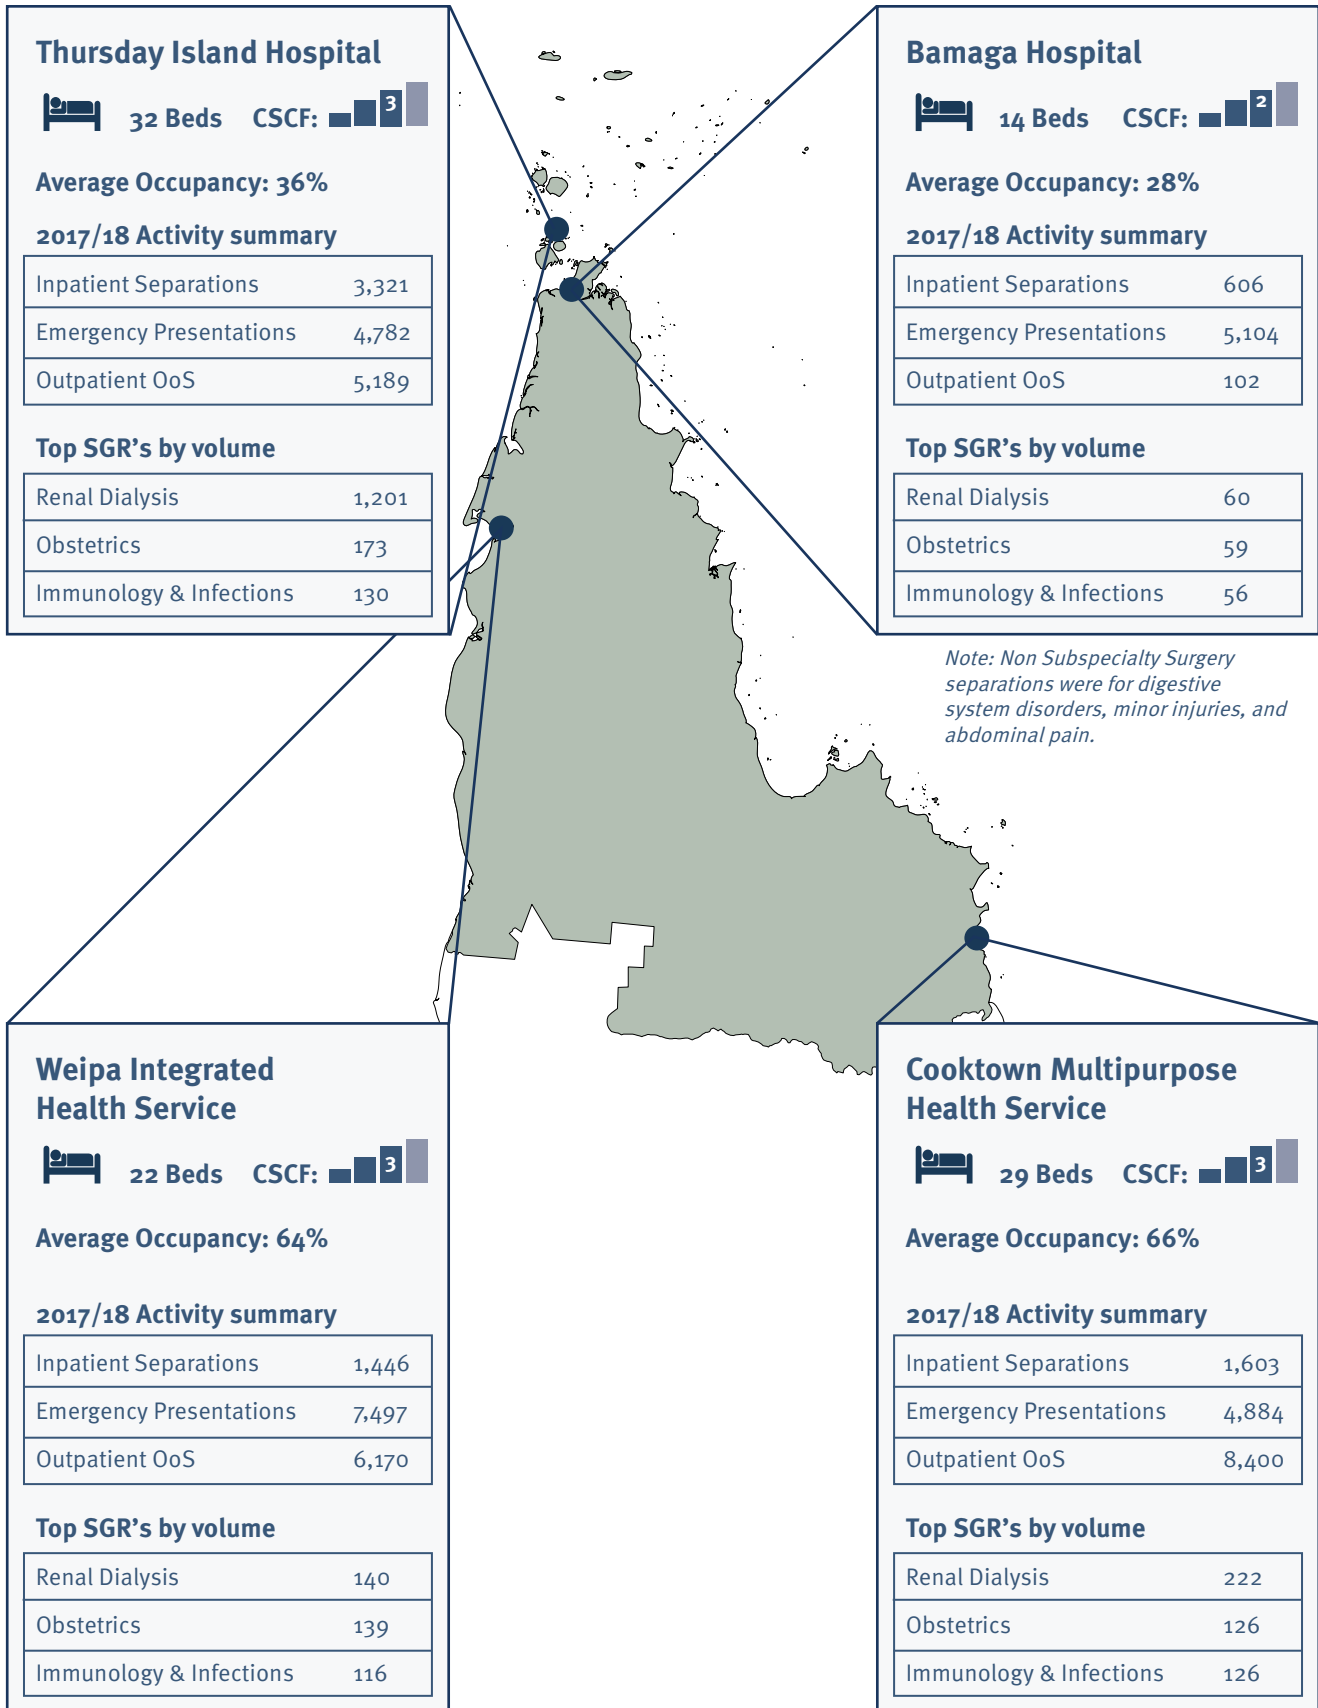 Thursday Island Hospital
32 Beds CSCF: 3
Average Occupancy: 36%
2017/18 Activity summary
Inpatient Separations 3,321
Emergency Presentations 4,782
Outpatient OoS 5,189
Top SGR's by volume
Renal Dialysis 1,201
Obstetrics 173
Immunology & Infections 130
Bamaga Hospital
14 Beds CSCF: 2
Average Occupancy: 28%
2017/18 Activity summary
Inpatient Separations 606
Emergency Presentations 5,104
Outpatient OoS 102
Top SGR's by volume
Renal Dialysis 60
Obstetrics 59
Immunology & Infections 56
Note: Non Subspecialty Surgery
separations were for digestive
system disorders, minor injuries, and
abdominal pain.
Weipa Integrated
Health Service
22 Beds CSCF: 3
Average Occupancy: 64%
2017/18 Activity summary
Inpatient Separations 1,446
Emergency Presentations 7,497
Outpatient OoS 6,170
Top SGR's by volume
Renal Dialysis 140
Obstetrics 139
Immunology & Infections 116
Cooktown Multipurpose
Health Service
29 Beds CSCF: 3
Average Occupancy: 66%
2017/18 Activity summary
Inpatient Separations 1,603
Emergency Presentations 4,884
Outpatient OoS 8,400
Top SGR's by volume
Renal Dialysis 222
Obstetrics 126
Immunology & Infections 126